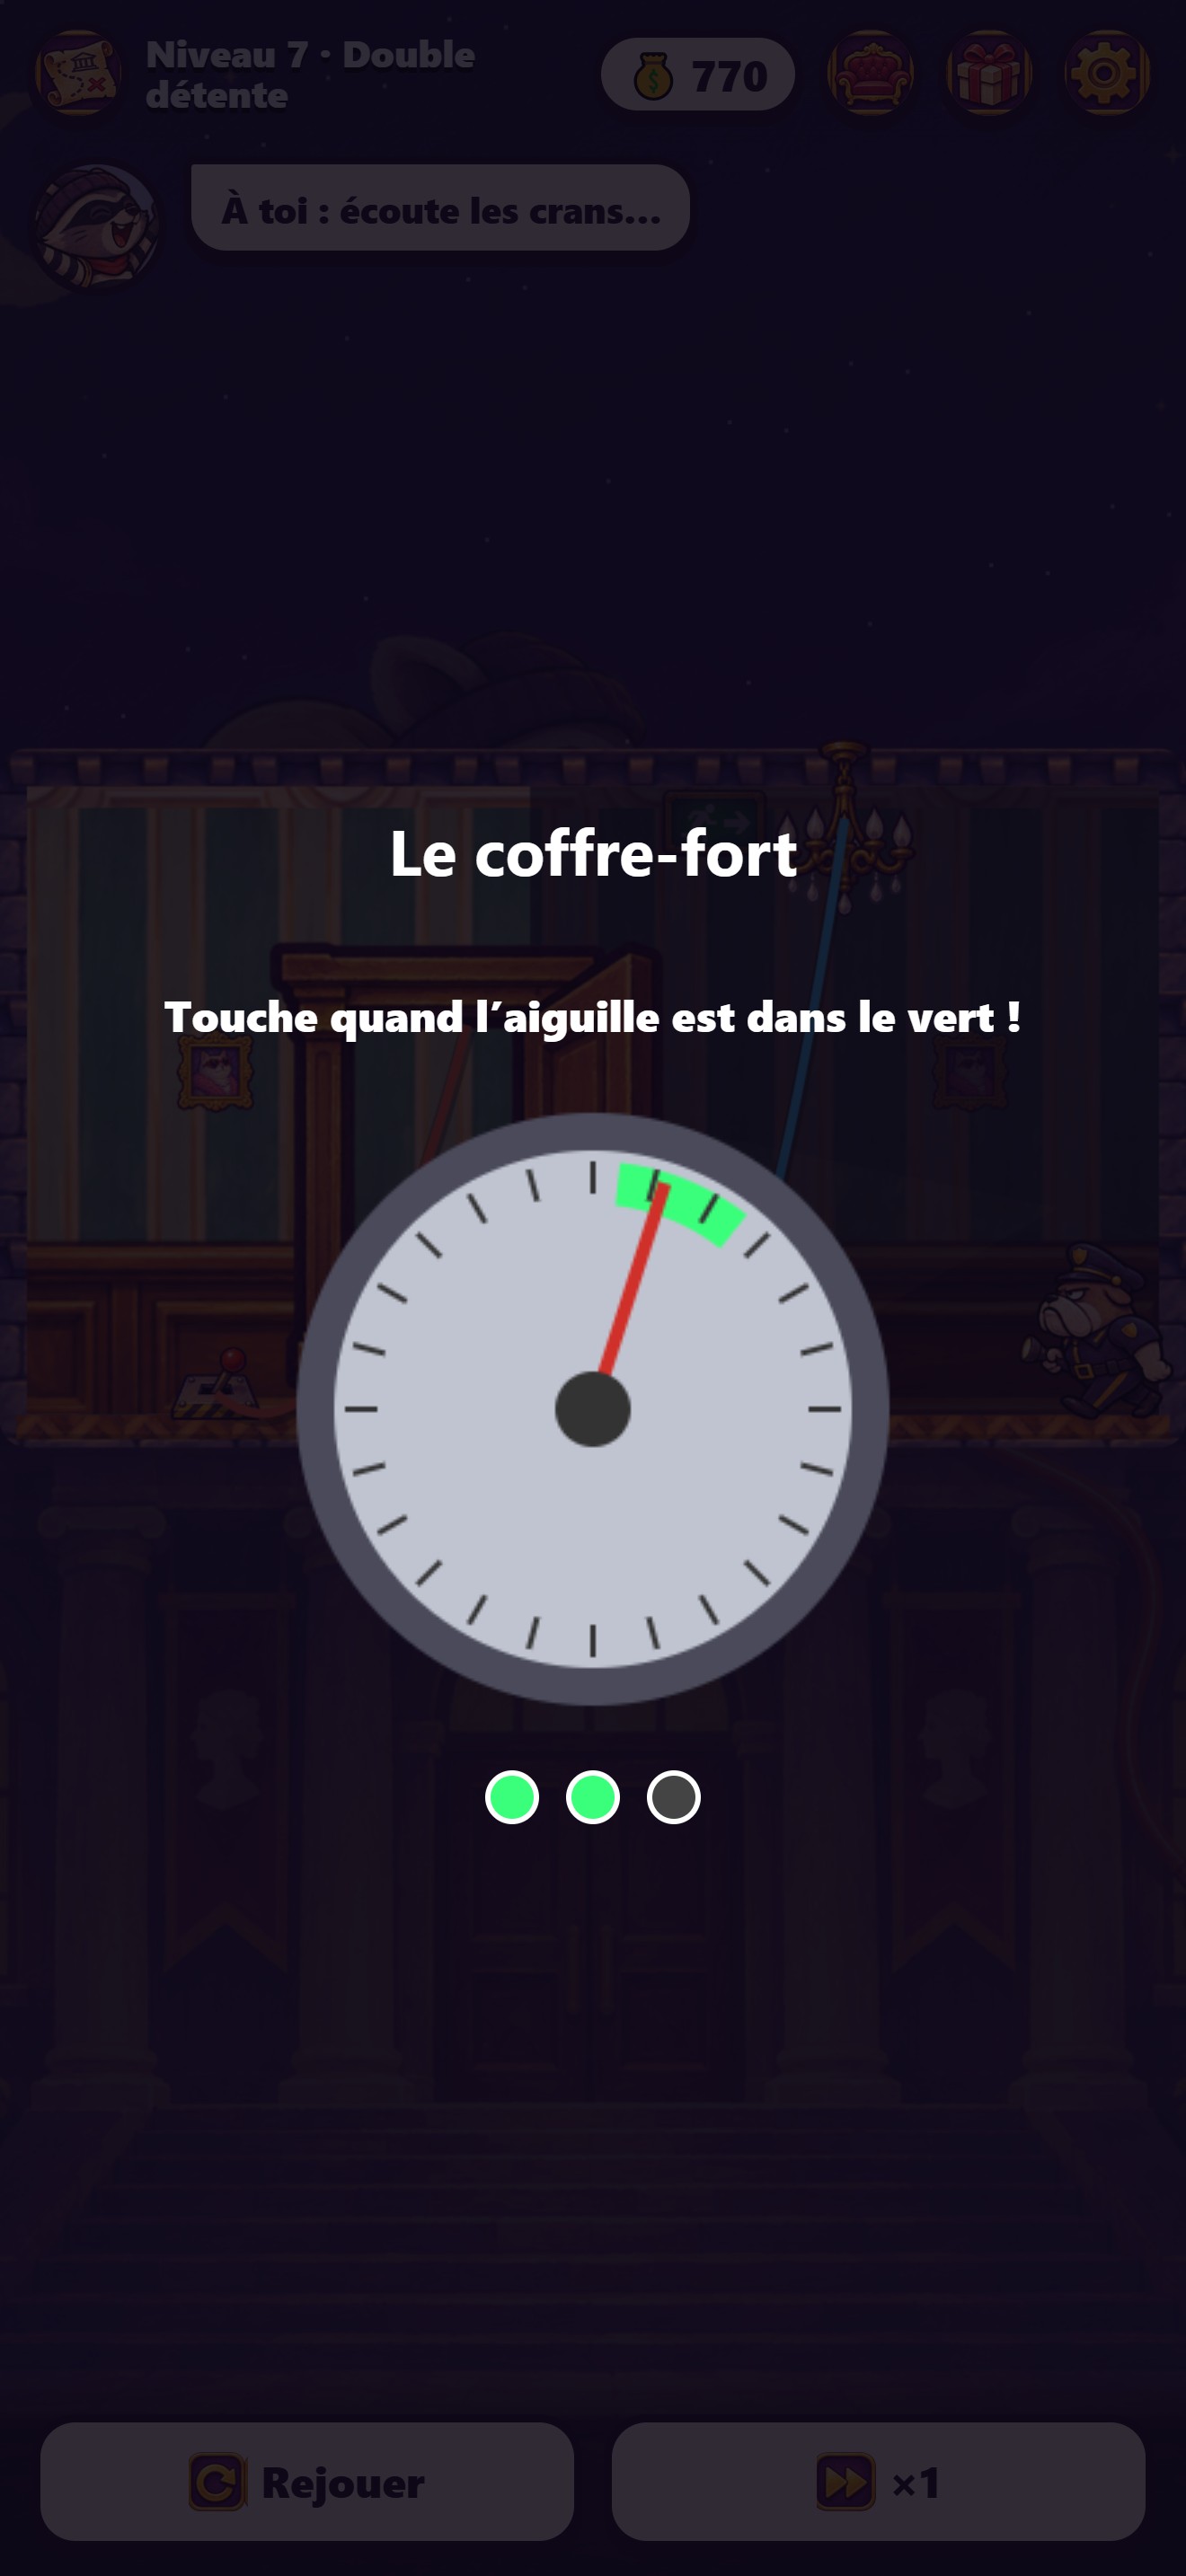 Niveau 7 · Double
détente
770
À toi : écoute les crans...
Le coffre-fort
Touche quand l'aiguille est dans le vert !
Rejouer
×1